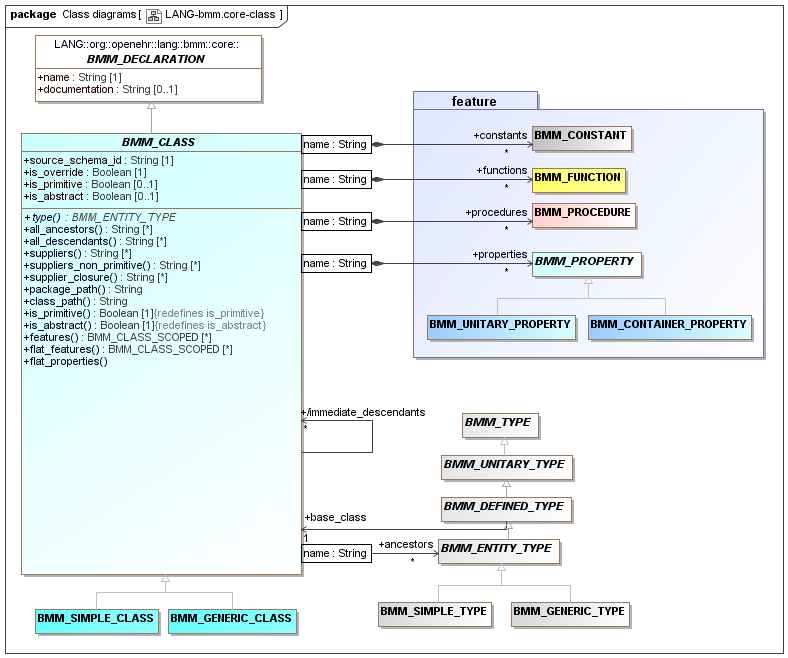 package Class diagrams [ LANG-bmm.core-class ]
LANG::org::openehr::lang::bmm::core::
BMM_DECLARATION
+name : String [1]
+documentation : String [0..1]
BMM_CLASS
+source_schema_id : String [1]
+is_override : Boolean [1]
+is_primitive : Boolean [0..1]
+is_abstract : Boolean [0..1]
+type() : BMM_ENTITY_TYPE
+all_ancestors() : String [*]
+all_descendants() : String [*]
+suppliers() : String [*]
+suppliers_non_primitive() : String [*]
+supplier_closure() : String [*]
+package_path() : String
+class_path() : String
+is_primitive() : Boolean [1]{redefines is_primitive}
+is_abstract() : Boolean [1]{redefines is_abstract}
+features() : BMM_CLASS_SCOPED [*]
+flat_features() : BMM_CLASS_SCOPED [*]
+flat_properties()
feature
name : String
+constants
*
BMM_CONSTANT
name : String
+functions
*
BMM_FUNCTION
name : String
+procedures
*
BMM_PROCEDURE
name : String
+properties
*
BMM_PROPERTY
BMM_UNITARY_PROPERTY
BMM_CONTAINER_PROPERTY
+/immediate_descendants
*
BMM_TYPE
BMM_UNITARY_TYPE
BMM_DEFINED_TYPE
+base_class
1
name : String
+ancestors
*
BMM_ENTITY_TYPE
BMM_SIMPLE_CLASS
BMM_GENERIC_CLASS
BMM_SIMPLE_TYPE
BMM_GENERIC_TYPE